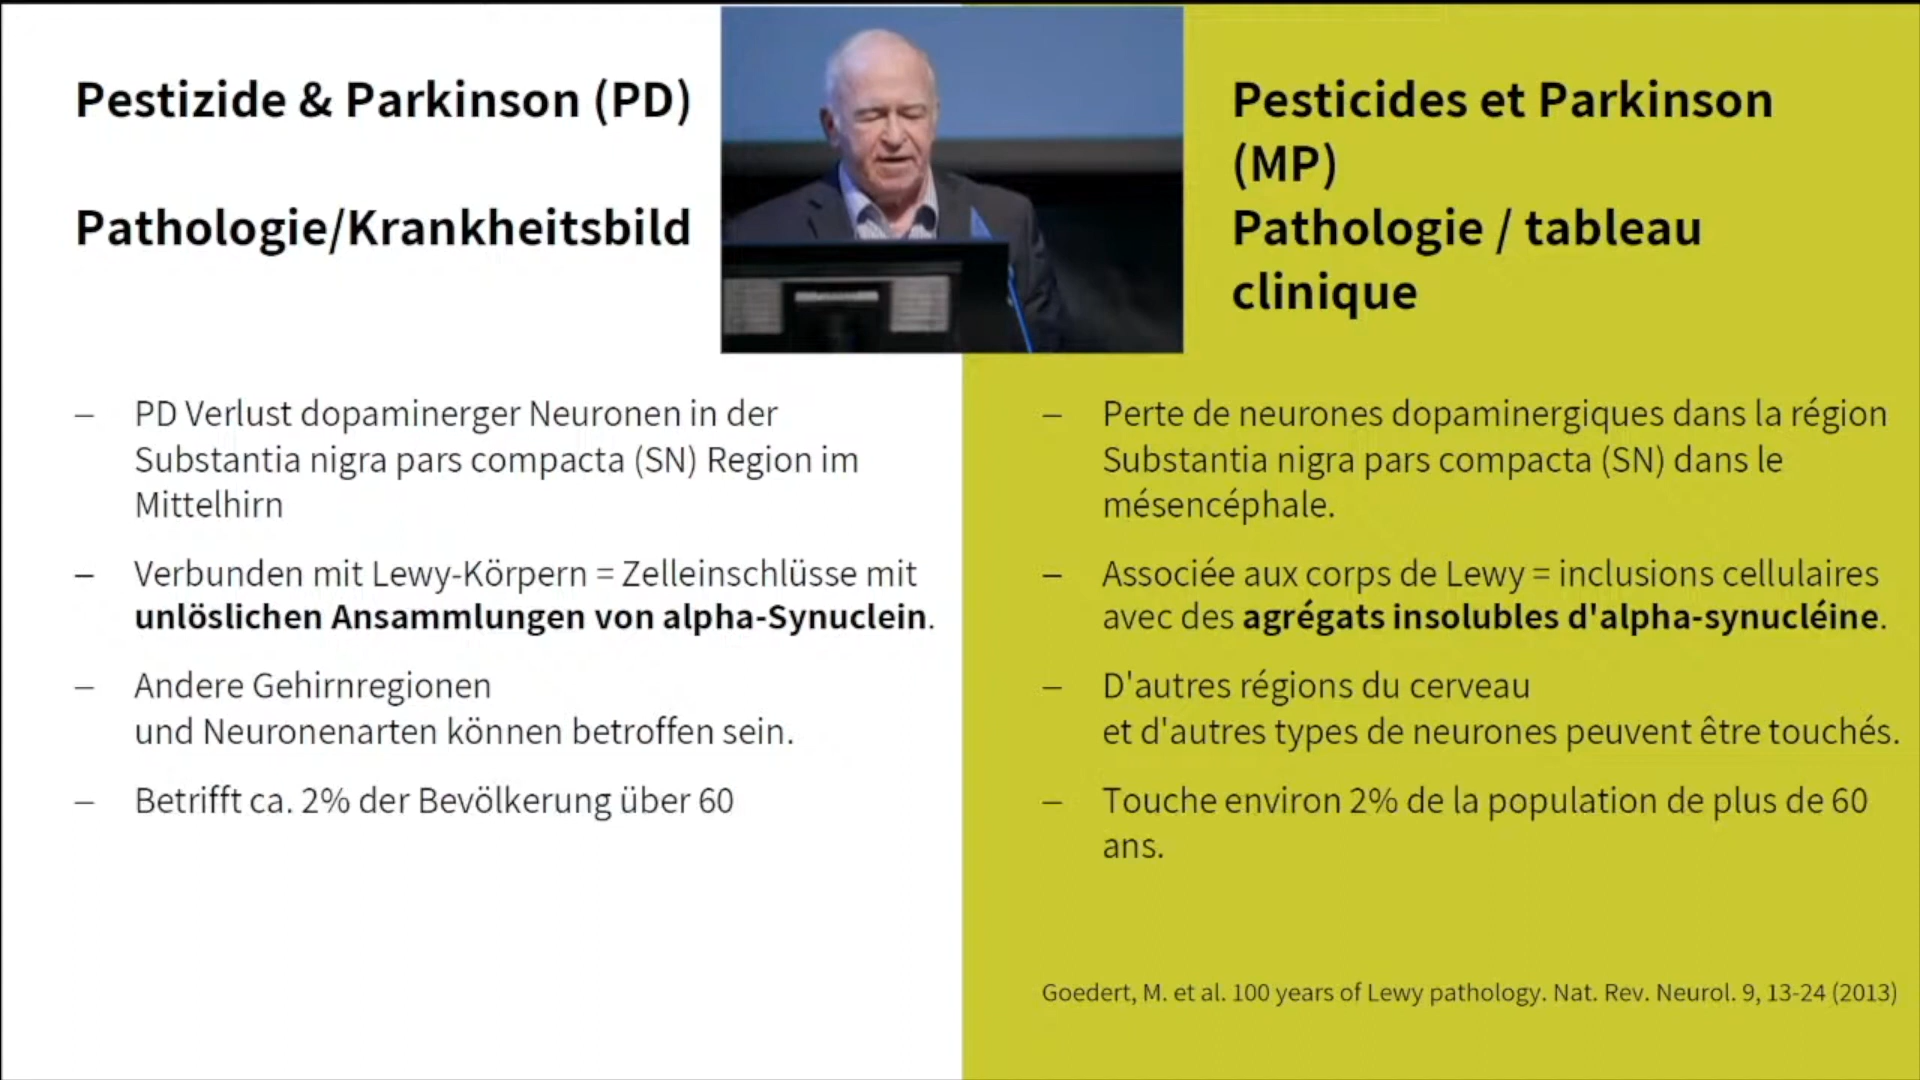 Pestizide & Parkinson (PD)
Pathologie/Krankheitsbild
– PD Verlust dopaminerger Neuronen in der
Substantia nigra pars compacta (SN) Region im
Mittelhirn
– Verbunden mit Lewy-Körpern = Zelleinschlüsse mit
unlöslichen Ansammlungen von alpha-Synuclein.
– Andere Gehirnregionen
und Neuronenarten können betroffen sein.
– Betrifft ca. 2% der Bevölkerung über 60
Pesticides et Parkinson
(MP)
Pathologie / tableau
clinique
– Perte de neurones dopaminergiques dans la région
Substantia nigra pars compacta (SN) dans le
mésencéphale.
– Associée aux corps de Lewy = inclusions cellulaires
avec des agrégats insolubles d'alpha-synucléine.
– D'autres régions du cerveau
et d'autres types de neurones peuvent être touchés.
– Touche environ 2% de la population de plus de 60
ans.
Goedert, M. et al. 100 years of Lewy pathology. Nat. Rev. Neurol. 9, 13-24 (2013)